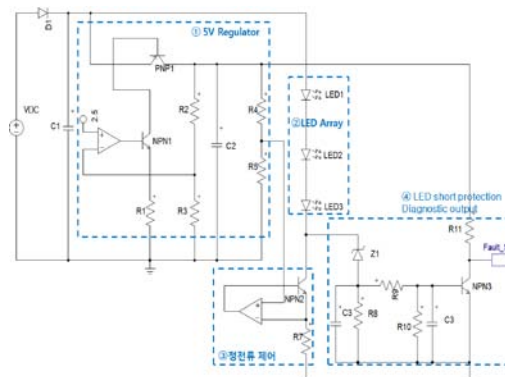 ① 5V Regulator
D1
PNP1
VDC
2.5
C1
NPN1
R2
C2
R4
R5
R1
R3
LED1
②LED Array
LED2
LED3
④ LED short protection
Diagnostic output
R11
Z1
NPN2
R9
NPN3
C3
R8
R10
C3
R7
③정전류 제어